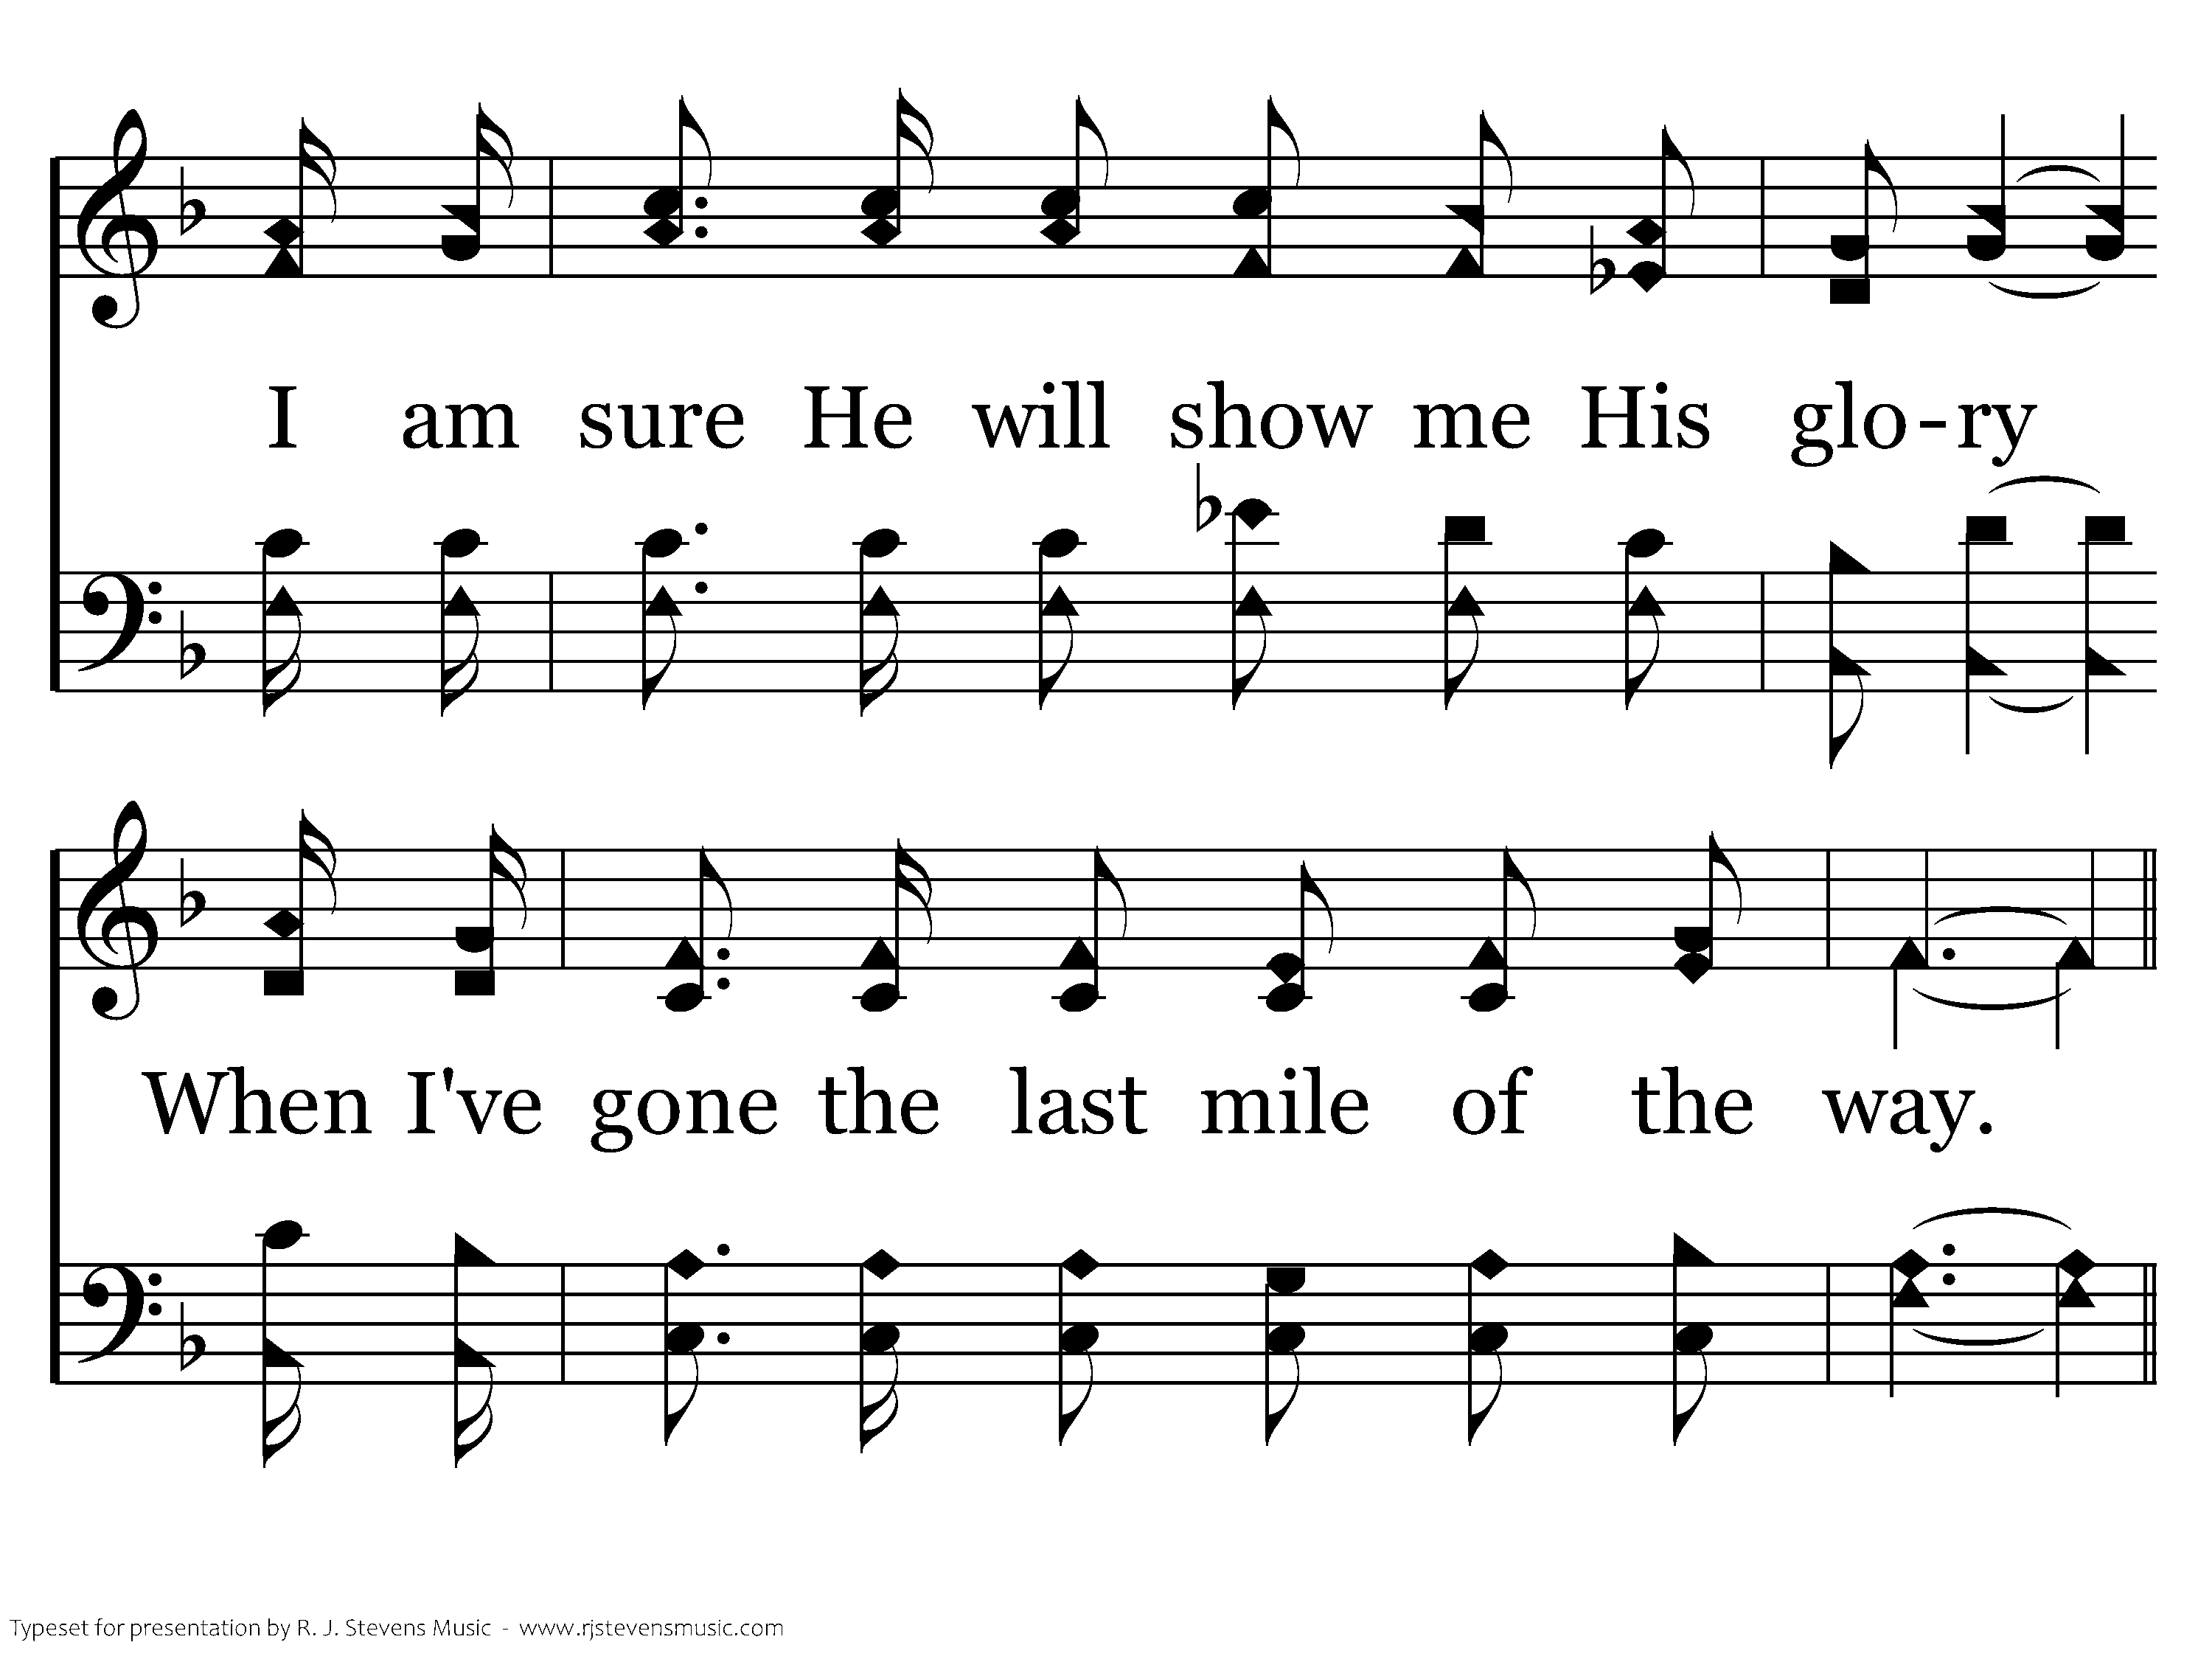 I am sure He will show me His glo-ry
When I've gone the last mile of the way.
Typeset for presentation by R. J. Stevens Music - www.rjstevensmusic.com